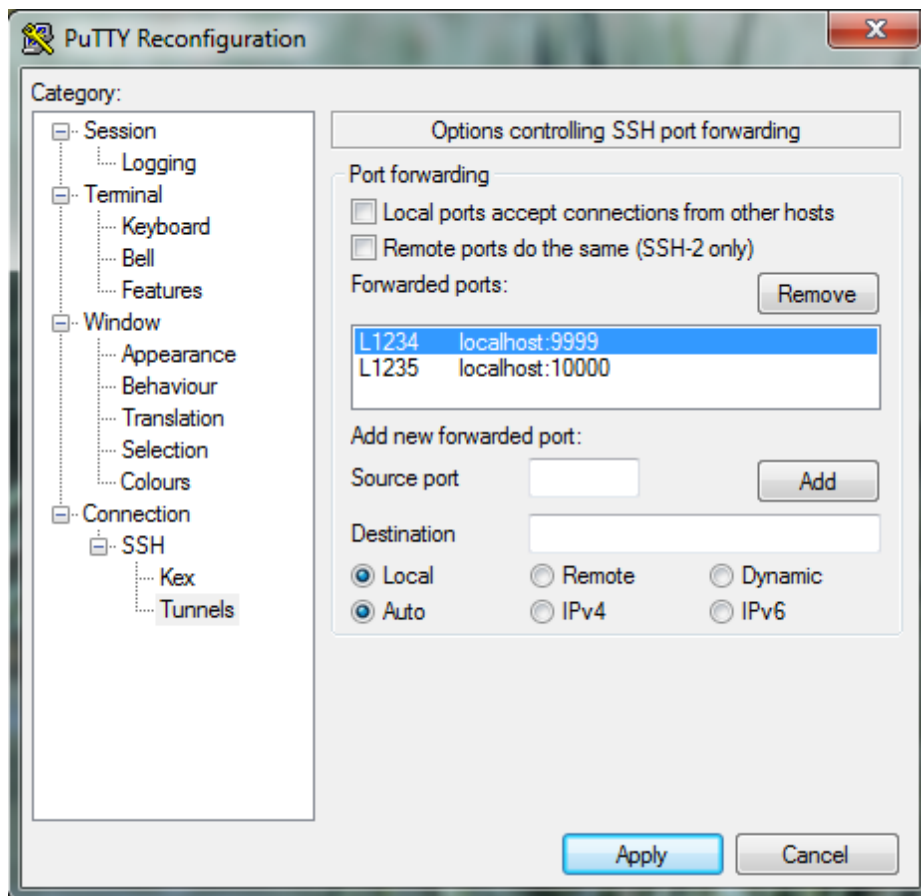 PuTTY Reconfiguration
Category:
Session
Logging
Terminal
Keyboard
Bell
Features
Window
Appearance
Behaviour
Translation
Selection
Colours
Connection
SSH
Kex
Tunnels
Options controlling SSH port forwarding
Port forwarding
Local ports accept connections from other hosts
Remote ports do the same (SSH-2 only)
Forwarded ports: Remove
L1234 localhost:9999
L1235 localhost:10000
Add new forwarded port:
Source port Add
Destination
Local Remote Dynamic
Auto IPv4 IPv6
Apply Cancel